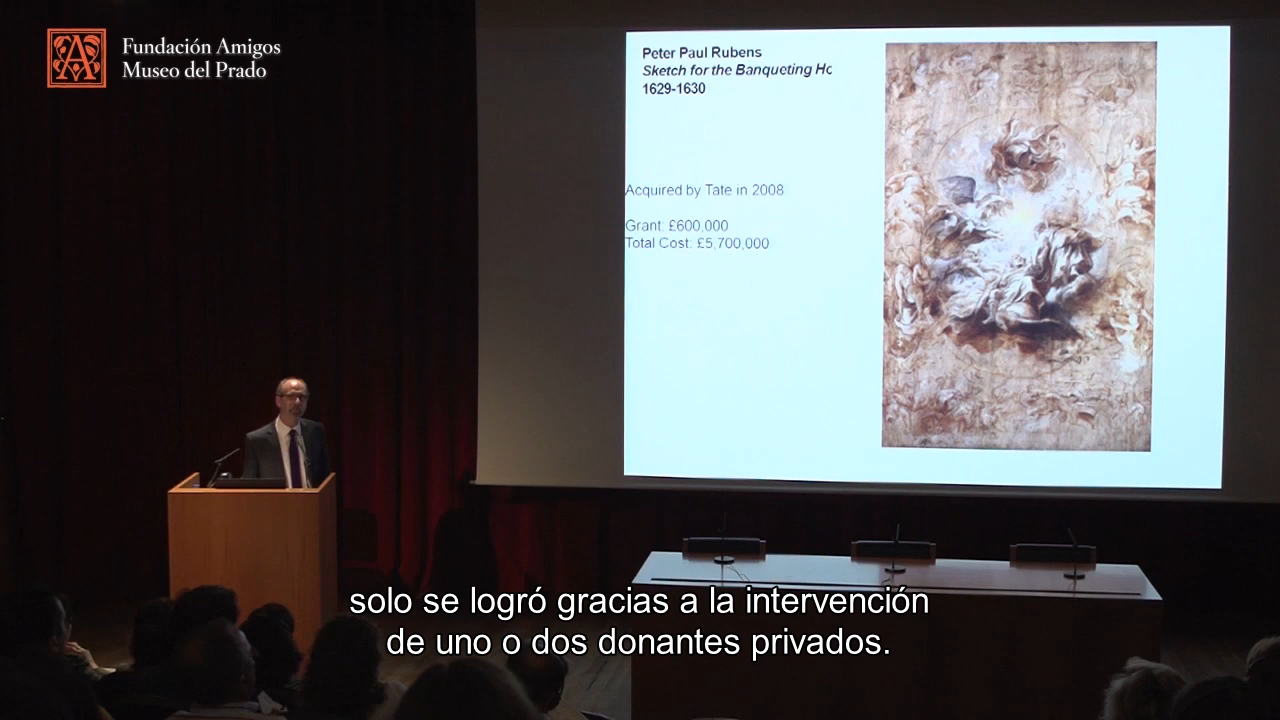 Fundación Amigos
Museo del Prado
Peter Paul Rubens
Sketch for the Banqueting Ho
1629-1630
Acquired by Tate in 2008
Grant: £600,000
Total Cost: £5,700,000
solo se logró gracias a la intervención
de uno o dos donantes privados.